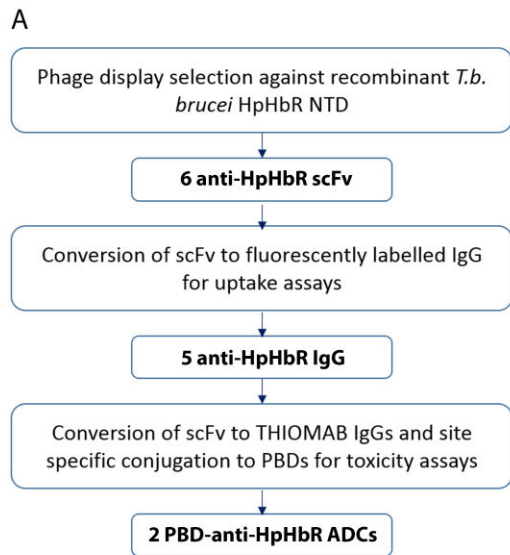 A
Phage display selection against recombinant T.b.
brucei HpHbR NTD
6 anti-HpHbR scFv
Conversion of scFv to fluorescently labelled IgG
for uptake assays
5 anti-HpHbR IgG
Conversion of scFv to THIOMAB IgGs and site
specific conjugation to PBDs for toxicity assays
2 PBD-anti-HpHbR ADCs